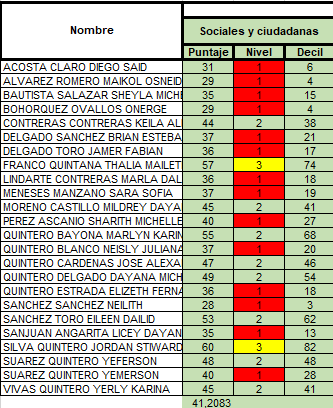 Nombre Sociales y ciudadanas
Puntaje Nivel Decil
ACOSTA CLARO DIEGO SAID 31 1 6
ALVAREZ ROMERO MAIKOL OSNEID 29 1 4
BAUTISTA SALAZAR SHEYLA MICHI 35 1 15
BOHORQUEZ OVALLOS ONERGE 29 1 4
CONTRERAS CONTRERAS KEILA AL 44 2 38
DELGADO SANCHEZ BRIAN ESTEBA 37 1 21
DELGADO TORO JAMER FABIAN 36 1 17
FRANCO QUINTANA THALIA MAILET 57 3 74
LINDARTE CONTRERAS MARLA DAL 36 1 18
MENESES MANZANO SARA SOFIA 37 1 19
MORENO CASTILLO MILDREY DAYA 45 2 41
PEREZ ASCANIO SHARITH MICHELLE 40 1 27
QUINTERO BAYONA MARLYN KARIN 55 2 68
QUINTERO BLANCO NEISLY JULIANA 37 1 20
QUINTERO CARDENAS JOSE ALEXA 47 2 46
QUINTERO DELGADO DAYANA MICH 49 2 54
QUINTERO ESTRADA ELIZETH FERNA 36 1 18
SANCHEZ SANCHEZ NEILITH 28 1 3
SANCHEZ TORO EILEEN DAILID 53 2 62
SANJUAN ANGARITA LICEY DAYAN 35 1 13
SILVA QUINTERO JORDAN STIWARD 60 3 82
SUAREZ QUINTERO YEFERSON 48 2 48
SUAREZ QUINTERO YEMERSON 40 1 28
VIVAS QUINTERO YERLY KARINA 45 2 41
41,2083